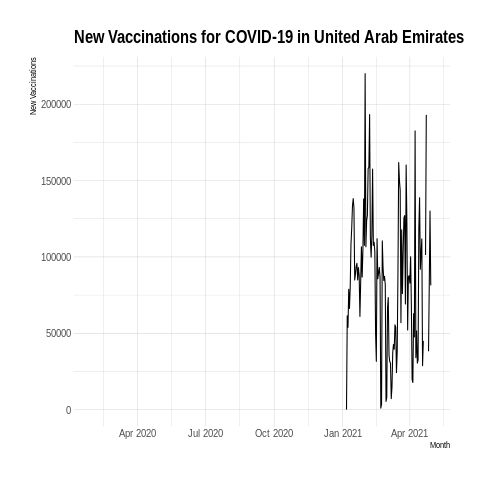 New Vaccinations for COVID-19 in United Arab Emirates
New Vaccinations
200000
150000
100000
50000
0
Apr 2020 Jul 2020 Oct 2020 Jan 2021 Apr 2021
Month